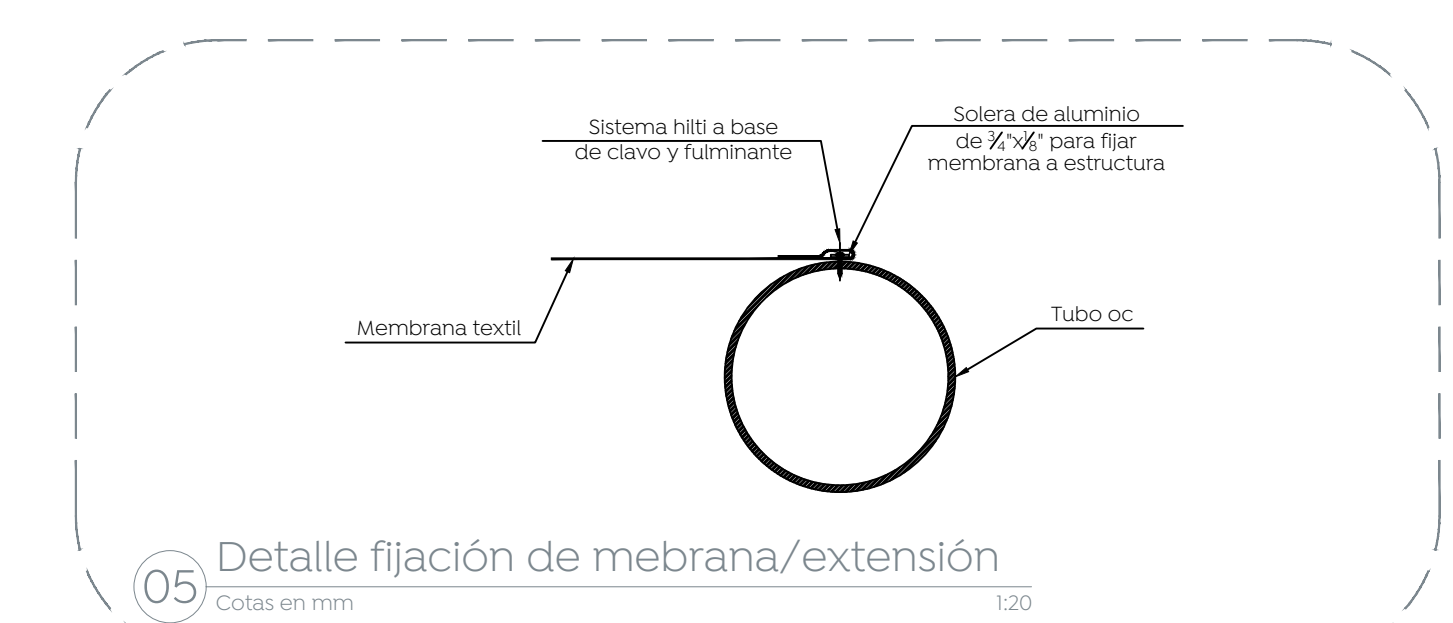 Sistema hilti a base
de clavo y fulminante
Solera de aluminio
de ¾"x⅛" para fijar
membrana a estructura
Membrana textil
Tubo oc
05
Detalle fijación de mebrana/extensión
Cotas en mm
1:20